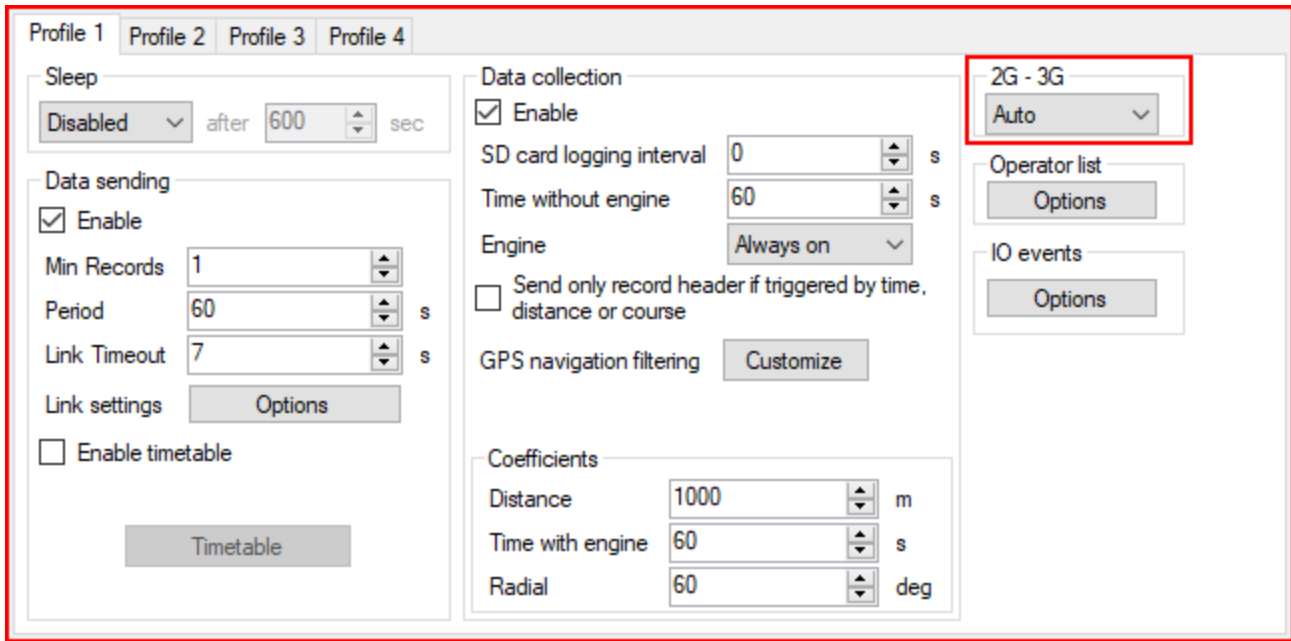 Profile 1 Profile 2 Profile 3 Profile 4
Sleep
Disabled after 600 sec
Data sending
Enable
Min Records 1
Period 60 s
Link Timeout 7 s
Link settings Options
Enable timetable
Timetable
Data collection
Enable
SD card logging interval 0 s
Time without engine 60 s
Engine Always on
Send only record header if triggered by time,
distance or course
GPS navigation filtering Customize
Coefficients
Distance 1000 m
Time with engine 60 s
Radial 60 deg
2G - 3G
Auto
Operator list
Options
IO events
Options